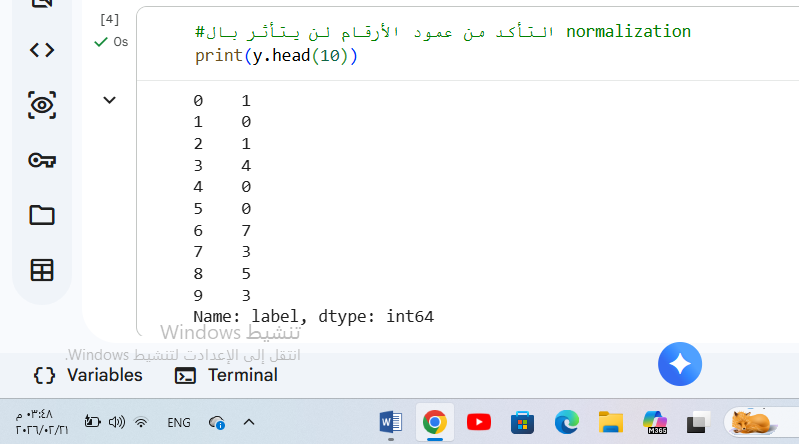 [4]
0s
#التأكد من عمود الأرقام لن يتأثر بال normalization
print(y.head(10))
0    1
1    0
2    1
3    4
4    0
5    0
6    7
7    3
8    5
9    3
Name: label, dtype: int64
تنشيط Windows
انتقل إلى الإعدادت لتنشيط Windows.
{} Variables
Terminal
٠٣:٤٨ م
٢٠٢٦/٠٢/٢١
ENG
M365